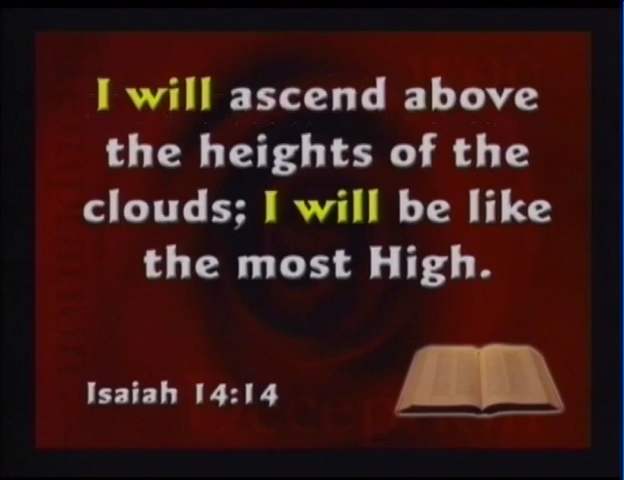 I will ascend above
the heights of the
clouds; I will be like
the most High.
Isaiah 14:14